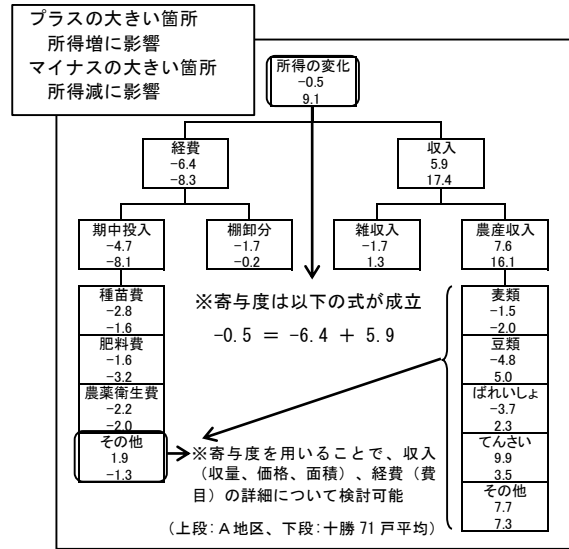 プラスの大きい箇所
所得増に影響
マイナスの大きい箇所
所得減に影響
所得の変化
-0.5
9.1
経費
-6.4
-8.3
収入
5.9
17.4
期中投入
-4.7
-8.1
棚卸分
-1.7
-0.2
雑収入
-1.7
1.3
農産収入
7.6
16.1
種苗費
-2.8
-1.6
肥料費
-1.6
-3.2
農薬衛生費
-2.2
-2.0
その他
1.9
-1.3
※寄与度は以下の式が成立
-0.5 = -6.4 + 5.9
麦類
-1.5
-2.0
豆類
-4.8
5.0
ばれいしょ
-3.7
2.3
てんさい
9.9
3.5
その他
7.7
7.3
※寄与度を用いることで、収入
（収量、価格、面積）、経費（費
目）の詳細について検討可能
（上段：A地区、下段：十勝 71 戸平均）